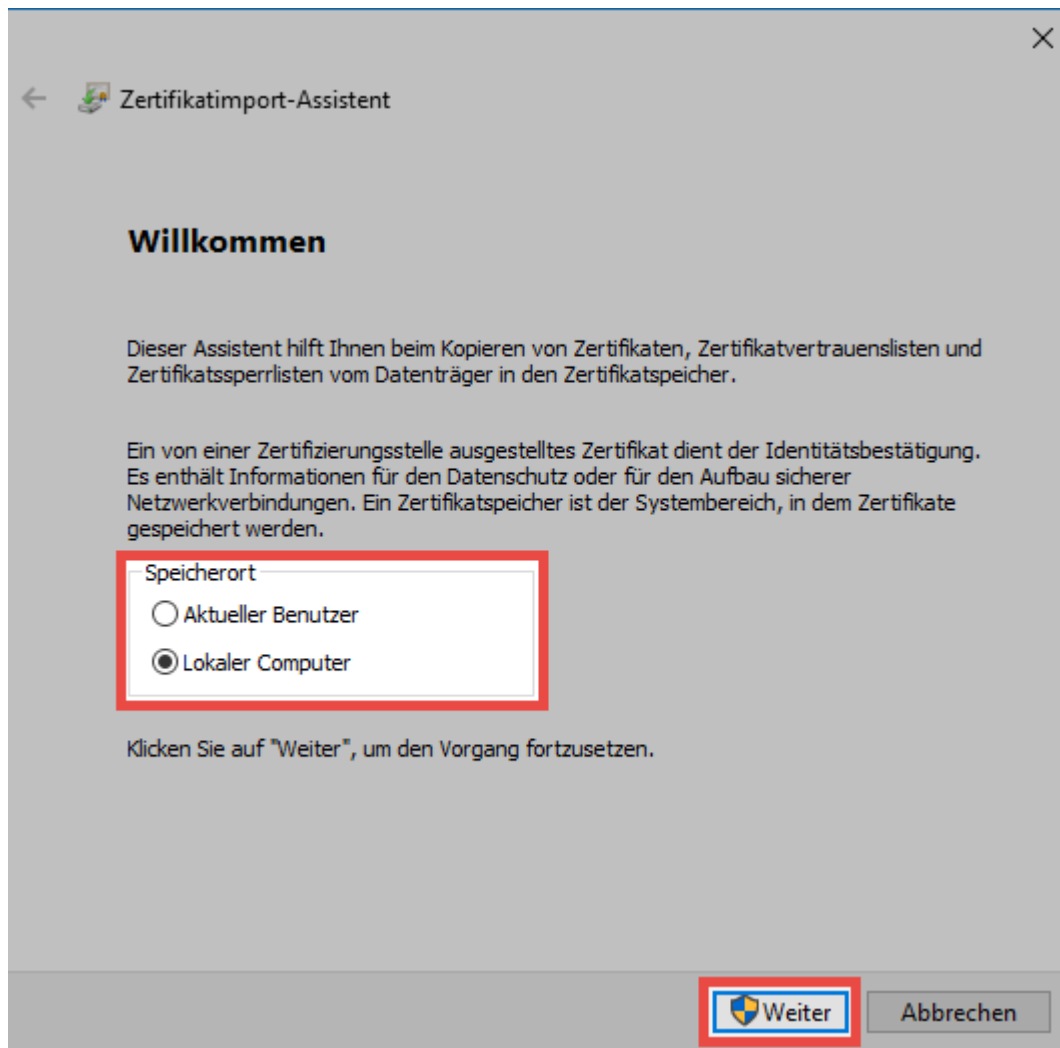 Zertifikatimport-Assistent
Willkommen
Dieser Assistent hilft Ihnen beim Kopieren von Zertifikaten, Zertifikatvertrauenslisten und
Zertifikatssperrlisten vom Datenträger in den Zertifikatspeicher.
Ein von einer Zertifizierungsstelle ausgestelltes Zertifikat dient der Identitätsbestätigung.
Es enthält Informationen für den Datenschutz oder für den Aufbau sicherer
Netzwerkverbindungen. Ein Zertifikatspeicher ist der Systembereich, in dem Zertifikate
gespeichert werden.
Speicherort
Aktueller Benutzer
Lokaler Computer
Klicken Sie auf "Weiter", um den Vorgang fortzusetzen.
Weiter
Abbrechen